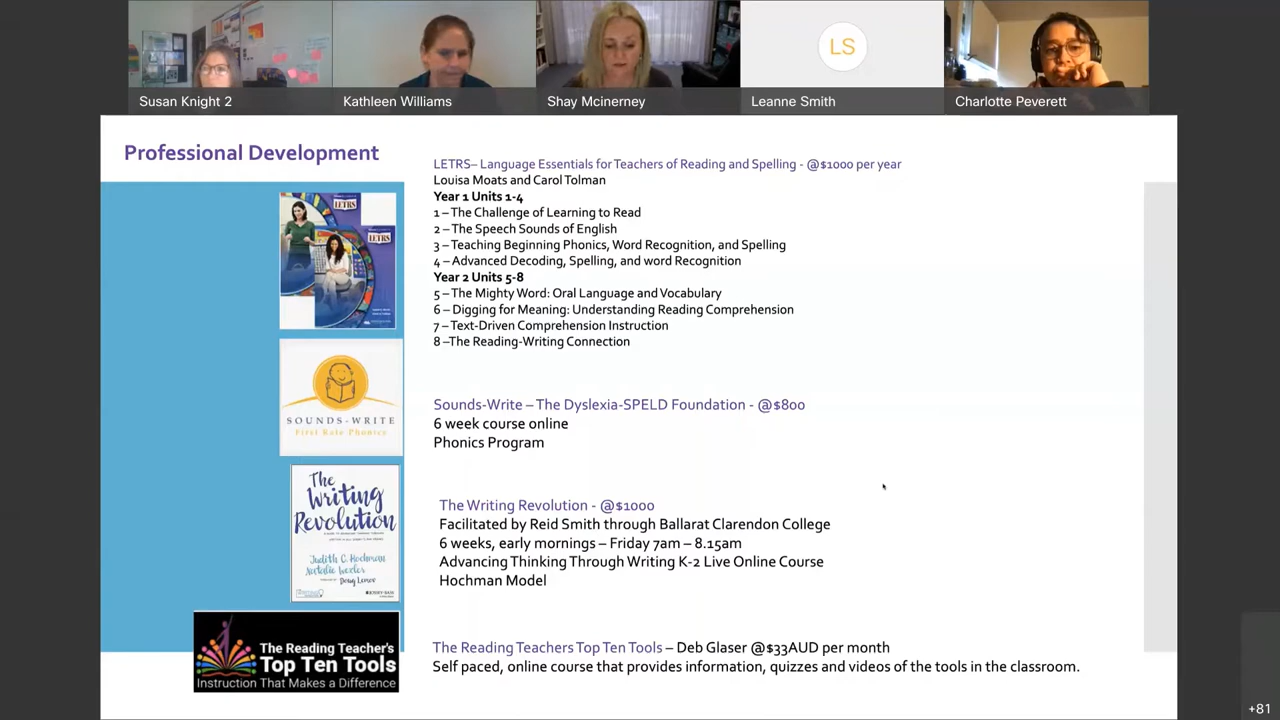 Susan Knight 2
Kathleen Williams
Shay Mcinerney
LS
Leanne Smith
Charlotte Peverett
Professional Development
LETRS– Language Essentials for Teachers of Reading and Spelling - @$1000 per year
Louisa Moats and Carol Tolman
Year 1 Units 1-4
1 – The Challenge of Learning to Read
2 – The Speech Sounds of English
3 – Teaching Beginning Phonics, Word Recognition, and Spelling
4 – Advanced Decoding, Spelling, and word Recognition
Year 2 Units 5-8
5 – The Mighty Word: Oral Language and Vocabulary
6 – Digging for Meaning: Understanding Reading Comprehension
7 – Text-Driven Comprehension Instruction
8 –The Reading-Writing Connection
LETRS
LETRS
SOUNDS-WRITE
First Rate Phonics
Sounds-Write – The Dyslexia-SPELD Foundation - @$800
6 week course online
Phonics Program
The
Writing
Revolution
Judith C. Hochman
Natalie Wexler
Doug Lemov
The Writing Revolution - @$1000
Facilitated by Reid Smith through Ballarat Clarendon College
6 weeks, early mornings – Friday 7am – 8.15am
Advancing Thinking Through Writing K-2 Live Online Course
Hochman Model
The Reading Teacher's
Top Ten Tools
Instruction That Makes a Difference
The Reading Teachers Top Ten Tools – Deb Glaser @$33AUD per month
Self paced, online course that provides information, quizzes and videos of the tools in the classroom.
+81